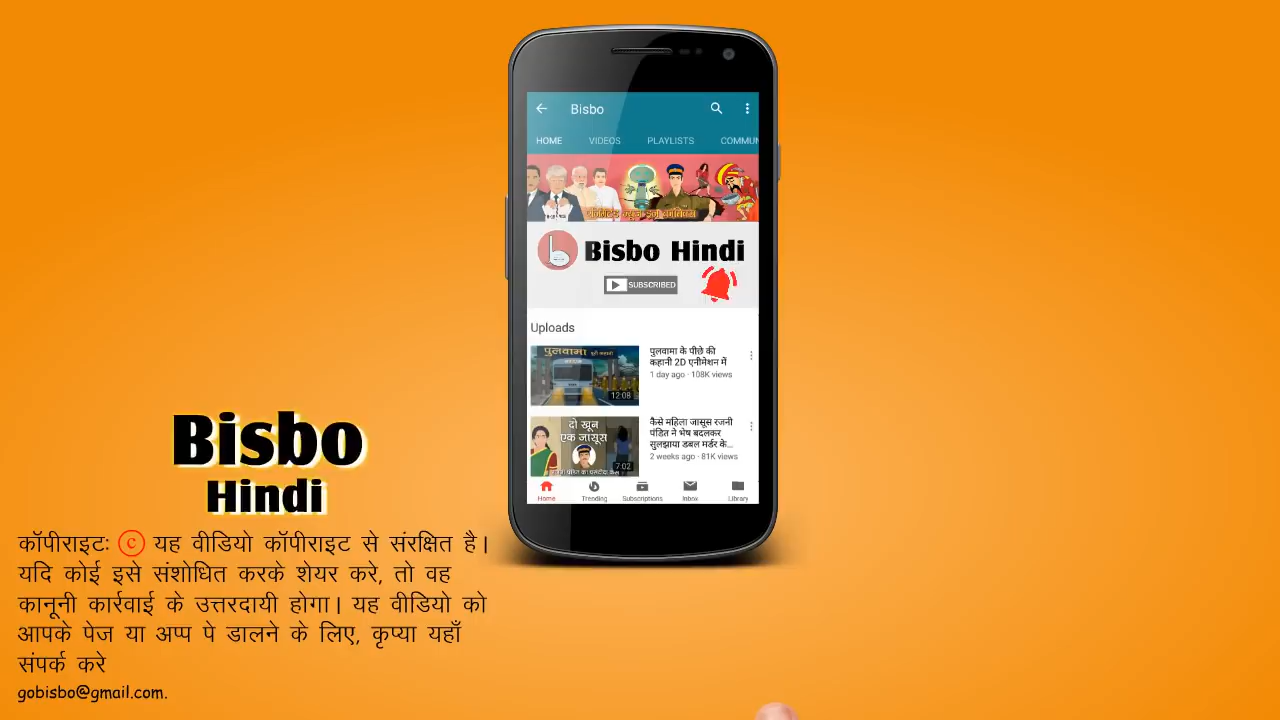 Bisbo
HOME VIDEOS PLAYLISTS COMMUN
एनिमेटेड न्यूज़ एन्ड पॉलिटिक्स
Bisbo Hindi
SUBSCRIBED
Uploads
पुलवामा
12:08
पुलवामा के पीछे की
कहानी 2D एनीमेशन में
1 day ago · 108K views
दो खून
एक जासूस
7:02
कैसे महिला जासूस रजनी
पंडित ने भेष बदलकर
सुलझाया डबल मर्डर के...
2 weeks ago · 81K views
Home Trending Subscriptions Inbox Library
Bisbo
Hindi
कॉपीराइटः c यह वीडियो कॉपीराइट से संरक्षित है।
यदि कोई इसे संशोधित करके शेयर करे, तो वह
कानूनी कार्रवाई के उत्तरदायी होगा। यह वीडियो को
आपके पेज या अप्प पे डालने के लिए, कृप्या यहाँ
संपर्क करे
gobisbo@gmail.com.